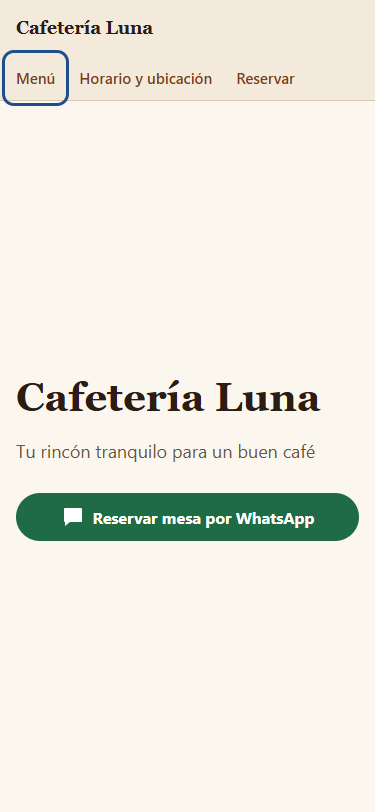 Cafetería Luna
Menú Horario y ubicación Reservar
Cafetería Luna
Tu rincón tranquilo para un buen café
Reservar mesa por WhatsApp